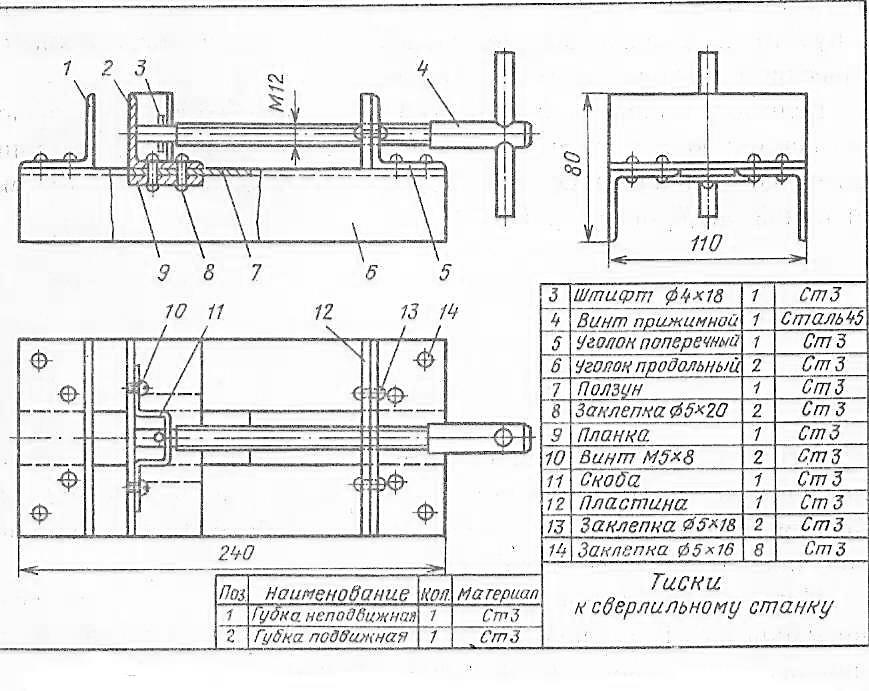 1 2 3 4
M12
80
110
9 8 7 6 5
10 11 12 13 14
240
3 Штифт ϕ4×18 1 Ст3
4 Винт прижимной 1 Сталь45
5 Уголок поперечный 1 Ст3
6 Уголок продольный 2 Ст3
7 Ползун 1 Ст3
8 Заклепка ϕ5×20 2 Ст3
9 Планка 1 Ст3
10 Винт М5×8 2 Ст3
11 Скоба 1 Ст3
12 Пластина 1 Ст3
13 Заклепка ϕ5×18 2 Ст3
14 Заклепка ϕ5×16 8 Ст3
Поз. Наименование Кол. Материал
1 Губка неподвижная 1 Ст3
2 Губка подвижная 1 Ст3
Тиски
к сверлильному станку